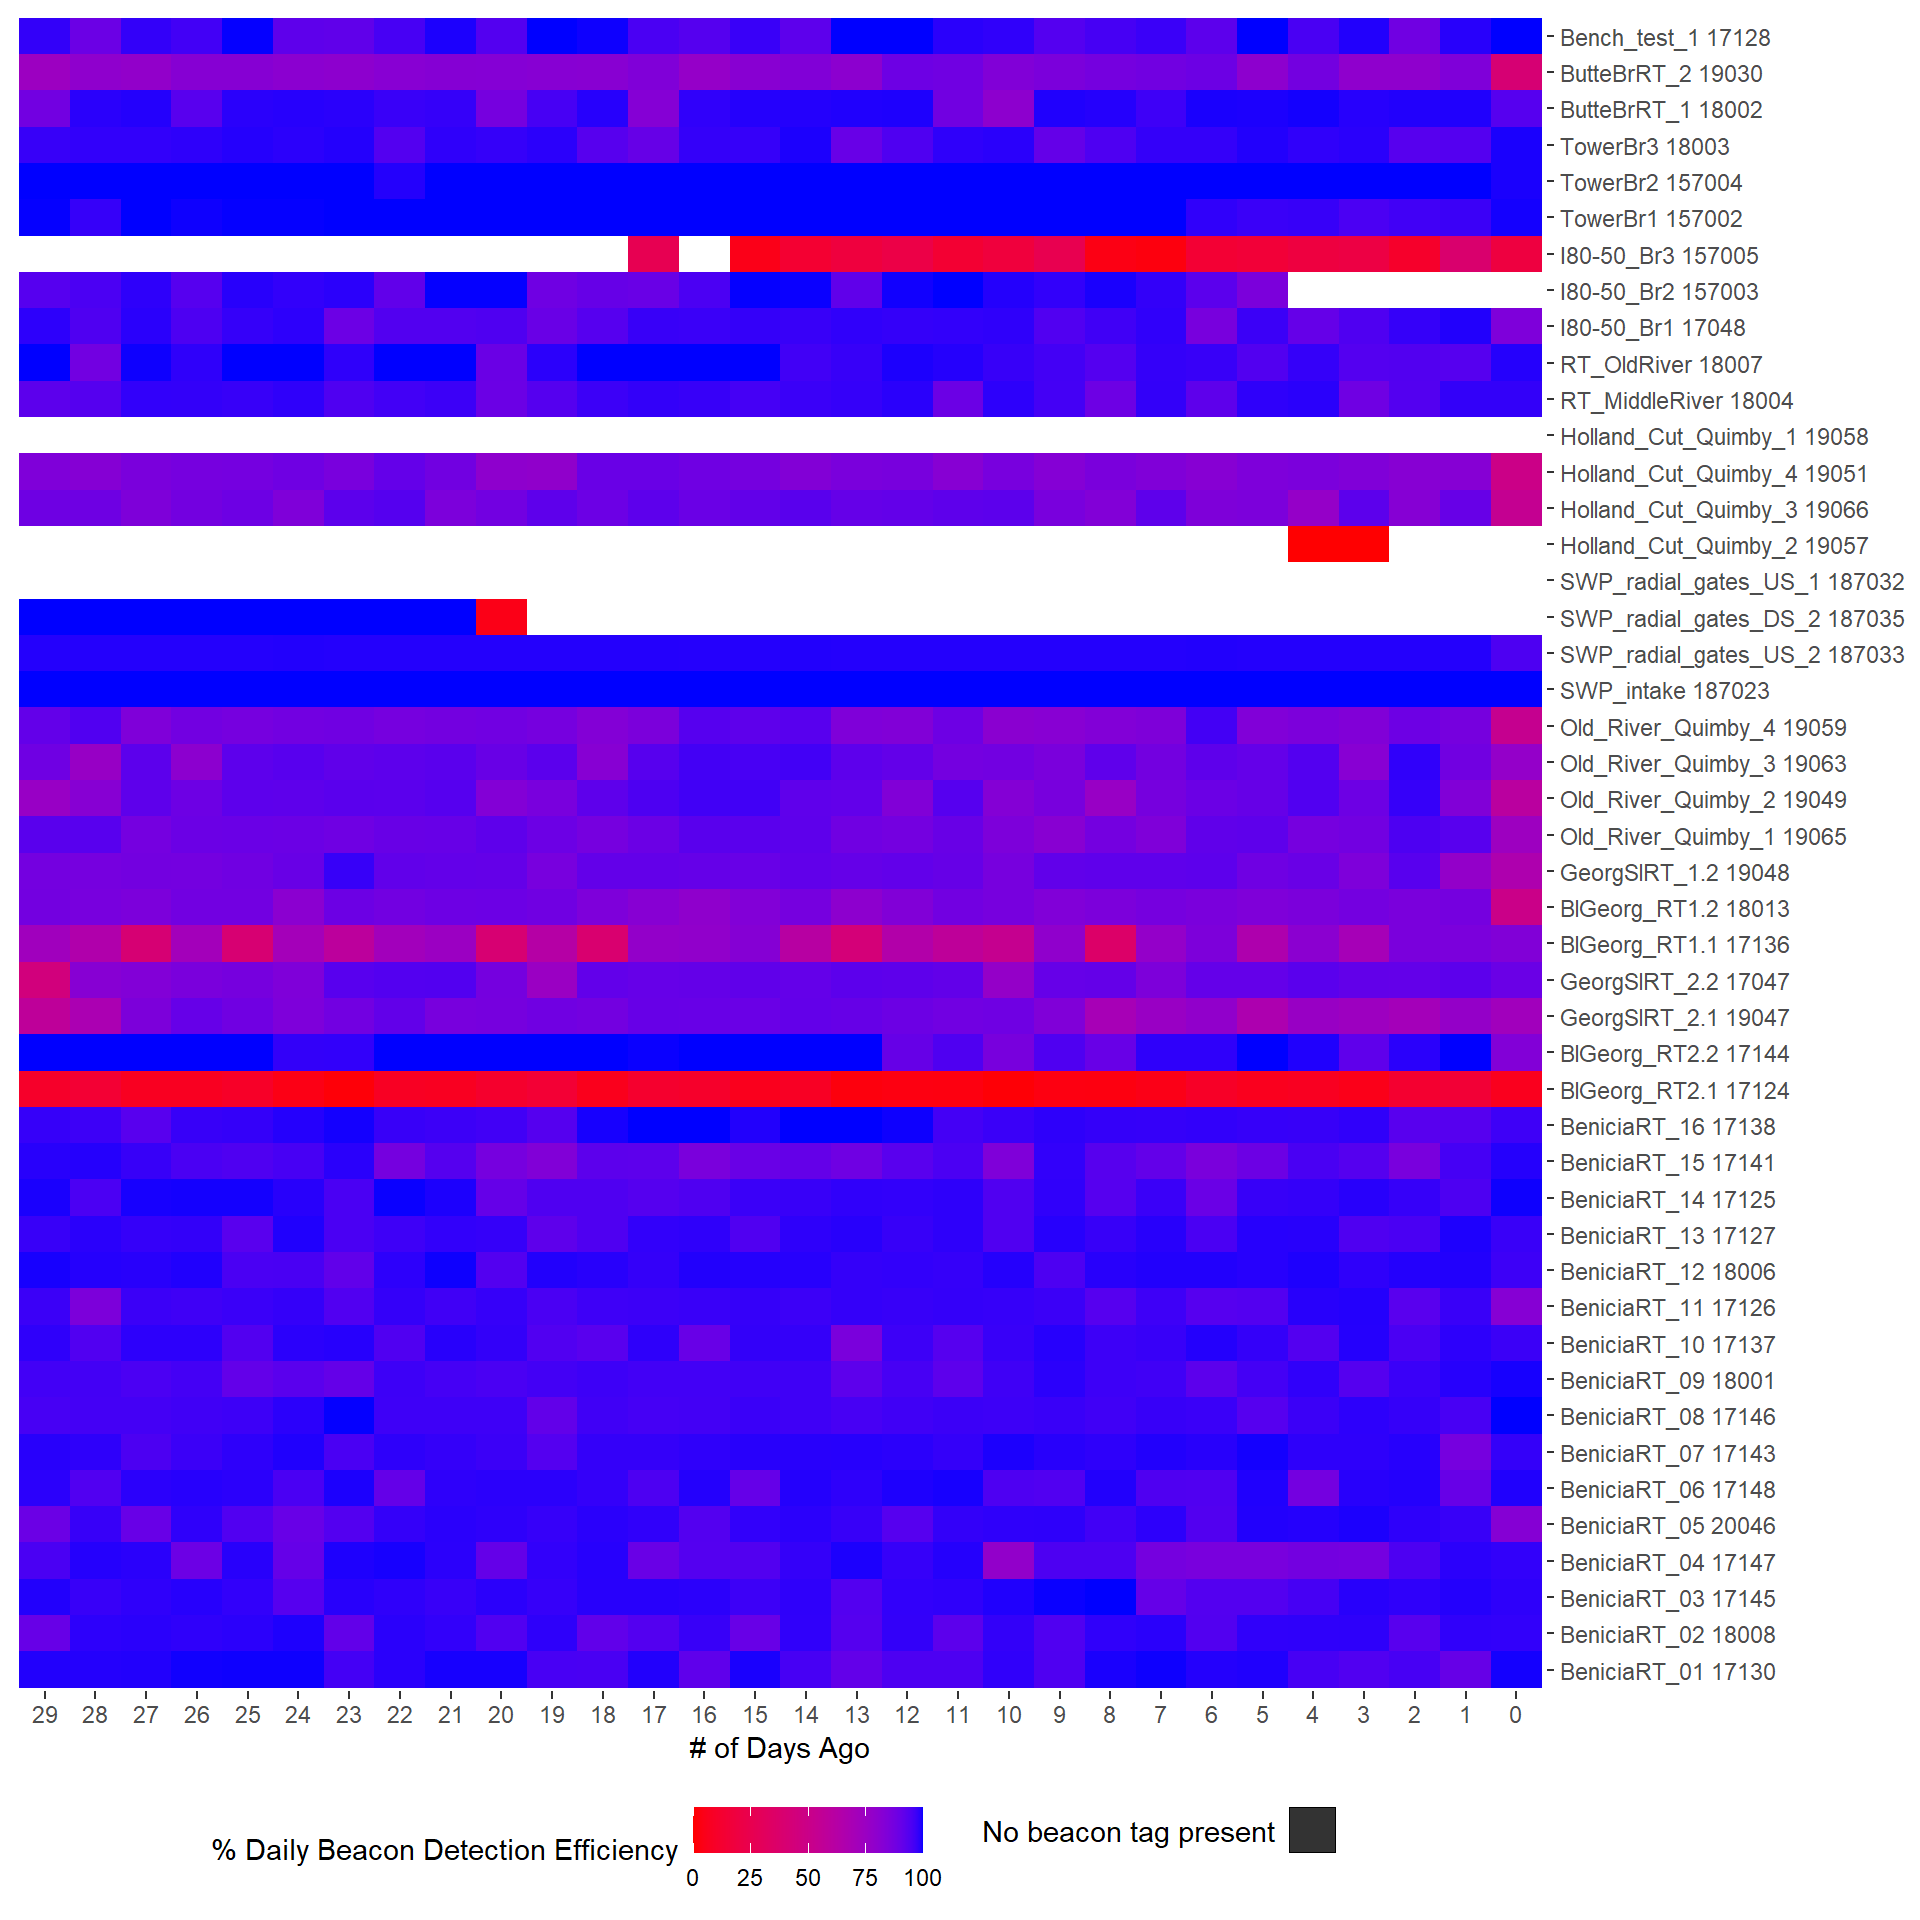 Bench_test_1 17128
ButteBrRT_2 19030
ButteBrRT_1 18002
TowerBr3 18003
TowerBr2 157004
TowerBr1 157002
I80-50_Br3 157005
I80-50_Br2 157003
I80-50_Br1 17048
RT_OldRiver 18007
RT_MiddleRiver 18004
Holland_Cut_Quimby_1 19058
Holland_Cut_Quimby_4 19051
Holland_Cut_Quimby_3 19066
Holland_Cut_Quimby_2 19057
SWP_radial_gates_US_1 187032
SWP_radial_gates_DS_2 187035
SWP_radial_gates_US_2 187033
SWP_intake 187023
Old_River_Quimby_4 19059
Old_River_Quimby_3 19063
Old_River_Quimby_2 19049
Old_River_Quimby_1 19065
GeorgSlRT_1.2 19048
BlGeorg_RT1.2 18013
BlGeorg_RT1.1 17136
GeorgSlRT_2.2 17047
GeorgSlRT_2.1 19047
BlGeorg_RT2.2 17144
BlGeorg_RT2.1 17124
BeniciaRT_16 17138
BeniciaRT_15 17141
BeniciaRT_14 17125
BeniciaRT_13 17127
BeniciaRT_12 18006
BeniciaRT_11 17126
BeniciaRT_10 17137
BeniciaRT_09 18001
BeniciaRT_08 17146
BeniciaRT_07 17143
BeniciaRT_06 17148
BeniciaRT_05 20046
BeniciaRT_04 17147
BeniciaRT_03 17145
BeniciaRT_02 18008
BeniciaRT_01 17130
29 28 27 26 25 24 23 22 21 20 19 18 17 16 15 14 13 12 11 10 9 8 7 6 5 4 3 2 1 0
# of Days Ago
% Daily Beacon Detection Efficiency
0 25 50 75 100
No beacon tag present